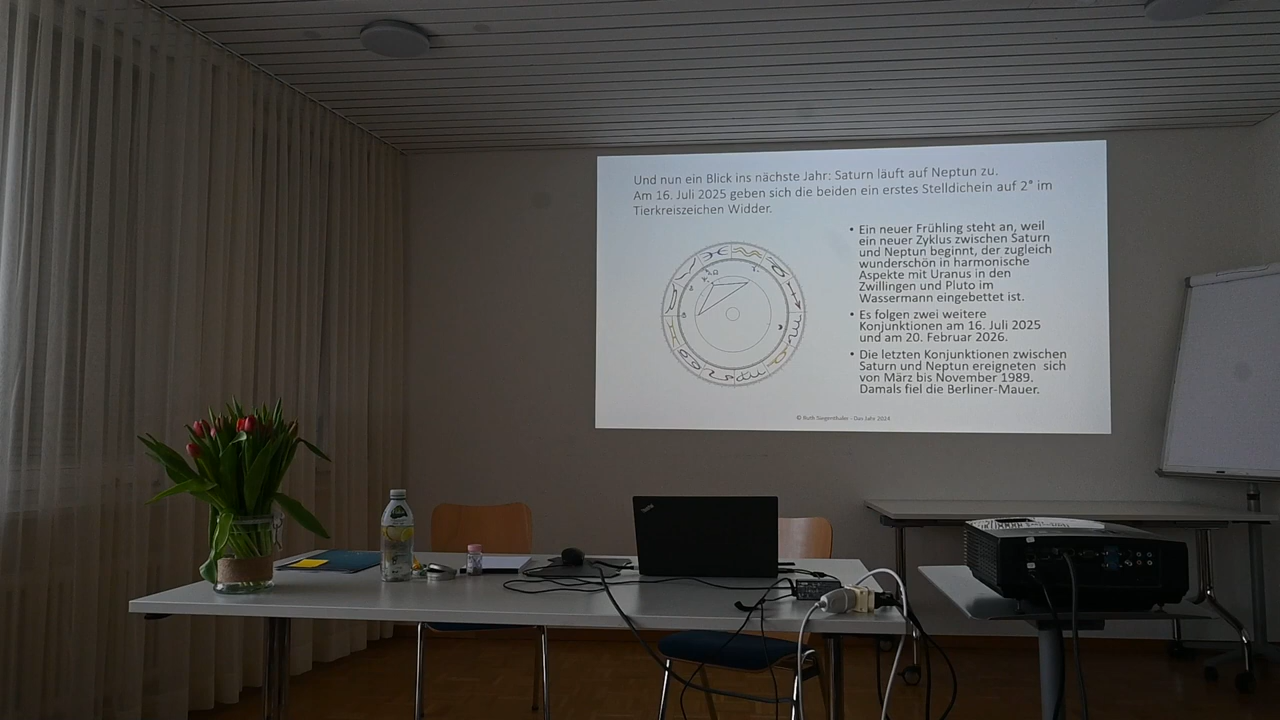 Und nun ein Blick ins nächste Jahr: Saturn läuft auf Neptun zu.
Am 16. Juli 2025 geben sich die beiden ein erstes Stelldichein auf 2° im
Tierkreiszeichen Widder.
• Ein neuer Frühling steht an, weil
ein neuer Zyklus zwischen Saturn
und Neptun beginnt, der zugleich
wunderschön in harmonische
Aspekte mit Uranus in den
Zwillingen und Pluto im
Wassermann eingebettet ist.
• Es folgen zwei weitere
Konjunktionen am 16. Juli 2025
und am 20. Februar 2026.
• Die letzten Konjunktionen zwischen
Saturn und Neptun ereigneten sich
von März bis November 1989.
Damals fiel die Berliner-Mauer.
© Ruth Siegenthaler - Das Jahr 2024